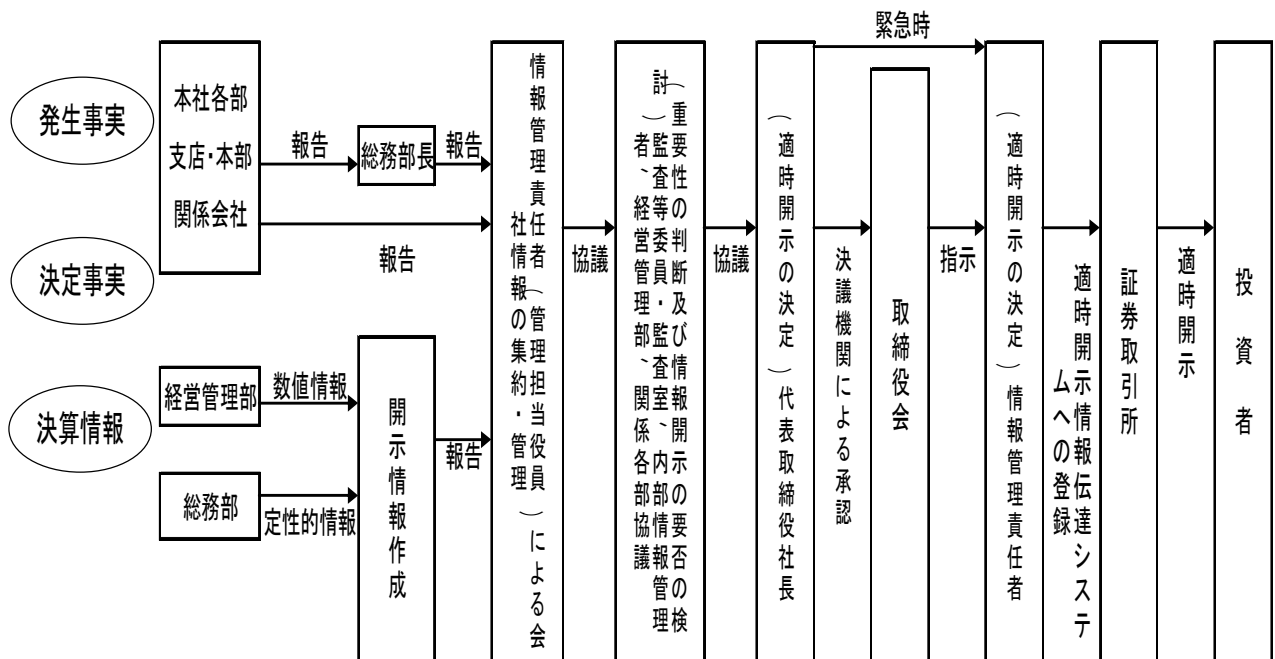 発生事実
決定事実
決算情報
本社各部
支店・本部
関係会社
報告
総務部長
報告
報告
経営管理部
数値情報
総務部
定性的情報
開示情報作成
報告
情報管理責任者(管理担当役員)による会
社情報の集約・管理
協議
(重要性の判断及び情報開示の要否の検
討)監査等委員・監査室、内部情報管理
者、経営管理部、関係各部協議
協議
(適時開示の決定)代表取締役社長
緊急時
決議機関による承認
取締役会
指示
(適時開示の決定)情報管理責任者
適時開示情報伝達システ
ムへの登録
証券取引所
適時開示
投資者